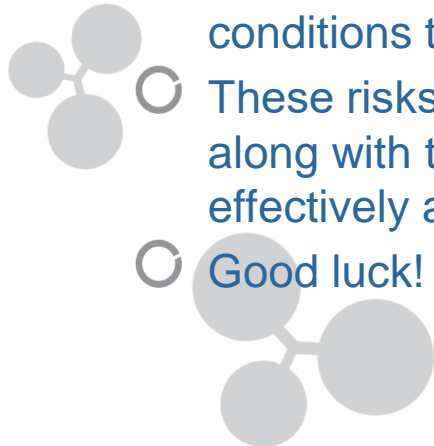 conditions t
These risks
along with t
effectively a
Good luck!